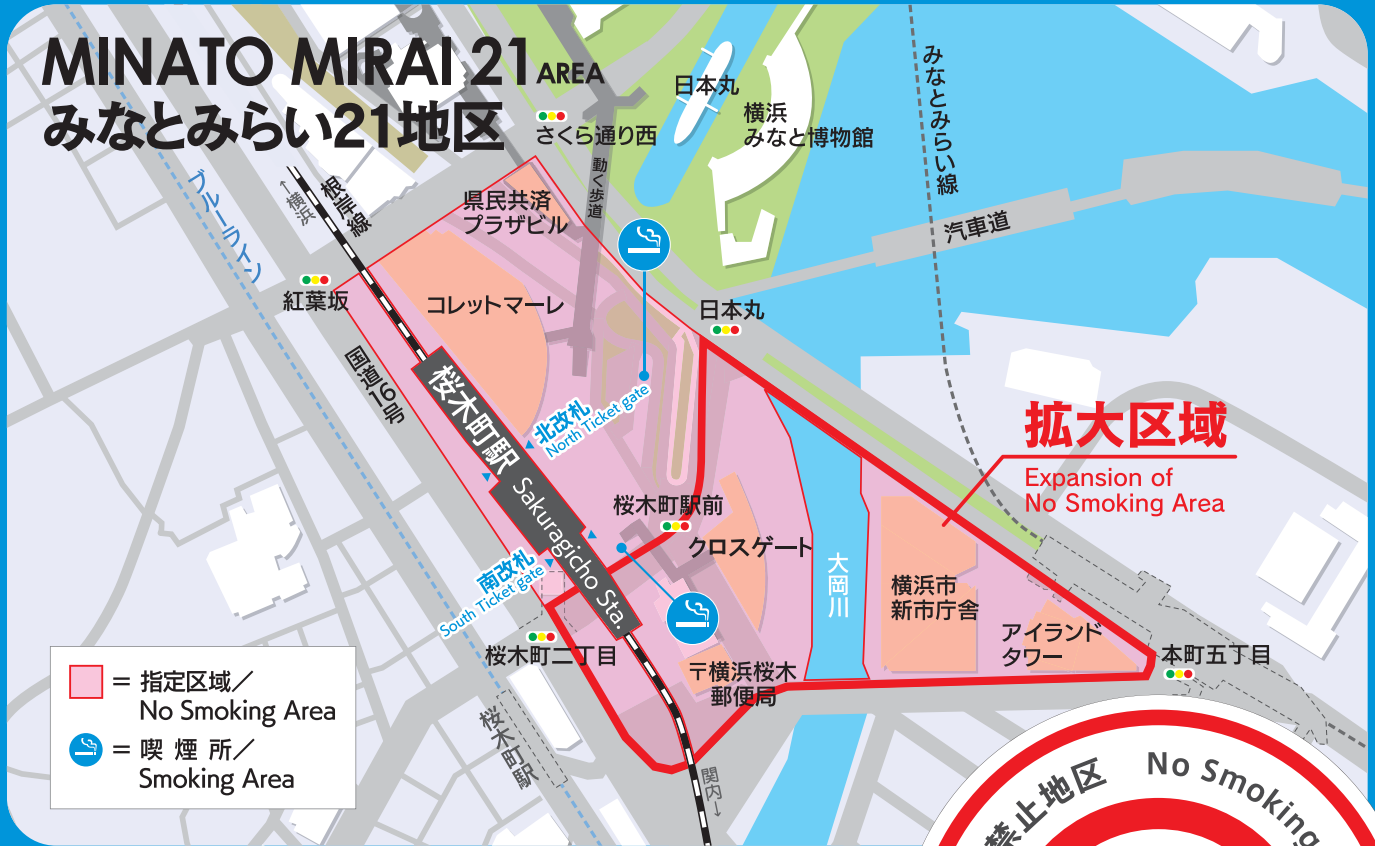 MINATO MIRAI 21 AREA
みなとみらい21地区
さくら通り西
日本丸
横浜
みなと博物館
みなとみらい線
汽車道
動く歩道
ブルーライン
↑横浜
根岸線
県民共済
プラザビル
紅葉坂
コレットマーレ
日本丸
国道16号
北改札
North Ticket gate
桜木町駅
Sakuragicho Sta.
拡大区域
Expansion of
No Smoking Area
桜木町駅前
クロスゲート
大岡川
横浜市
新市庁舎
アイランド
タワー
南改札
South Ticket gate
桜木町二丁目
〒横浜桜木
郵便局
本町五丁目
桜木町駅
関内→
= 指定区域/
No Smoking Area
= 喫煙所/
Smoking Area
禁止地区 No Smoking